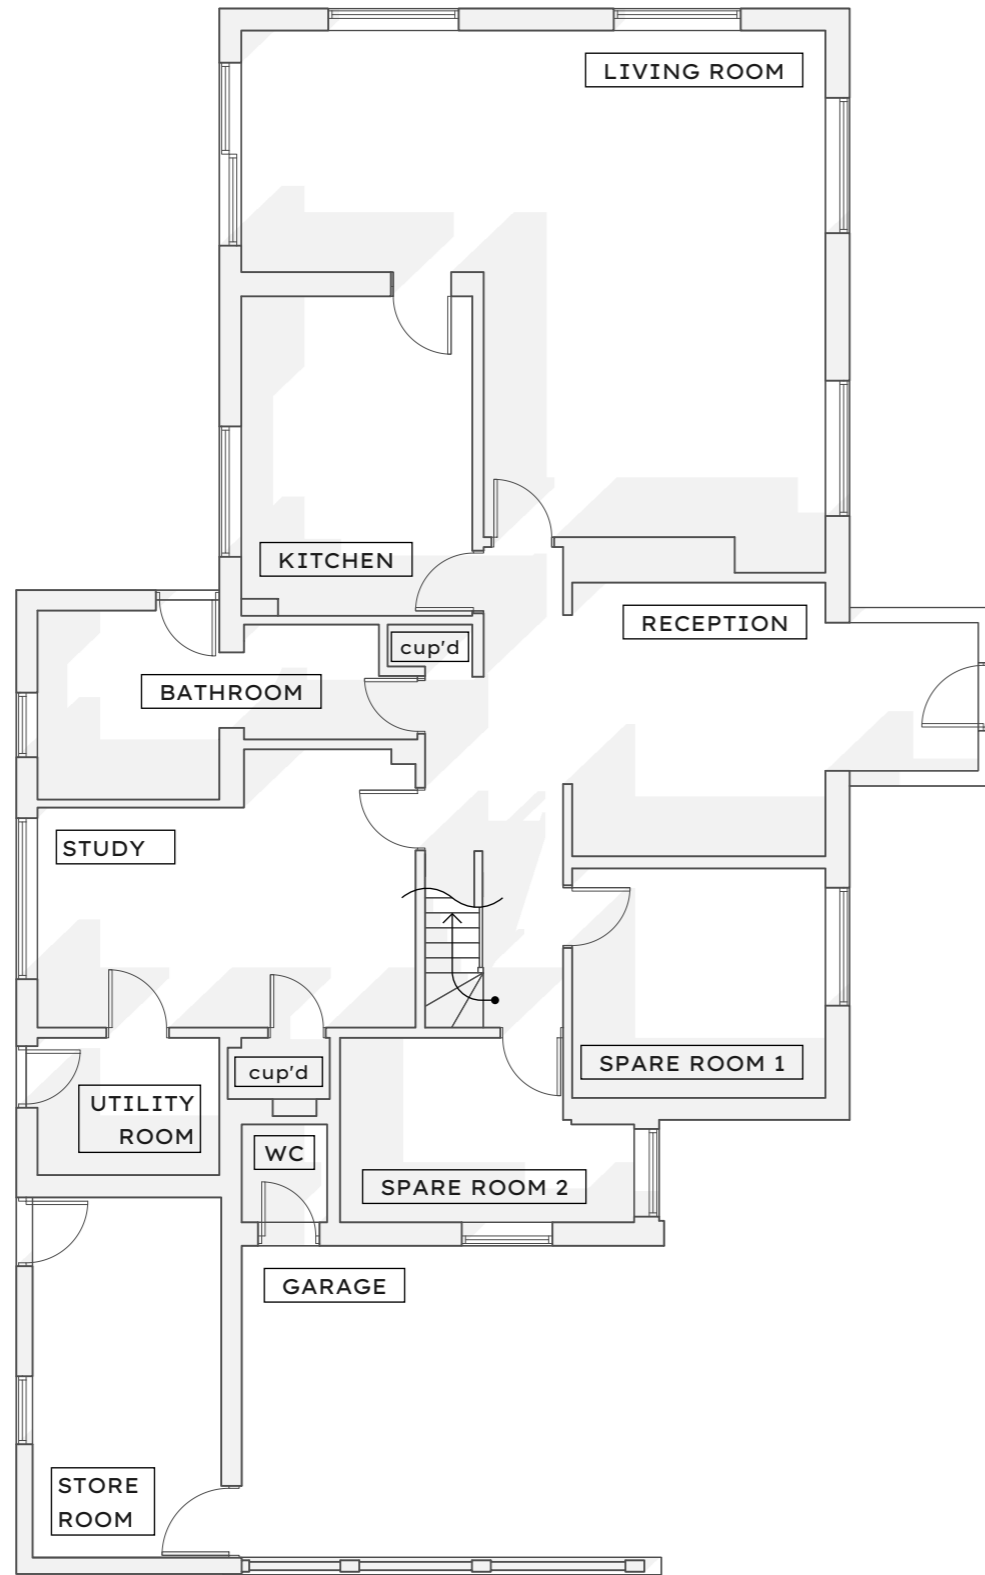 LIVING ROOM
KITCHEN
RECEPTION
cup'd
BATHROOM
STUDY
SPARE ROOM 1
cup'd
UTILITY
ROOM
WC
SPARE ROOM 2
GARAGE
STORE
ROOM